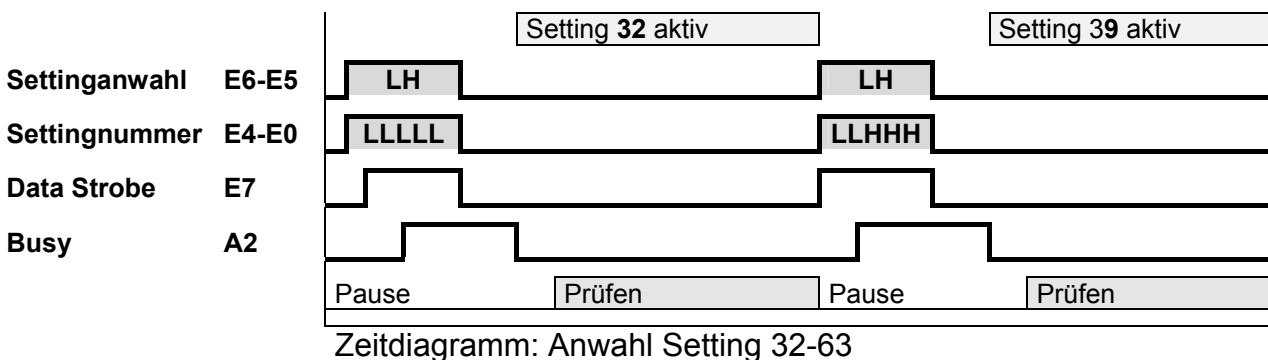 Setting 32 aktiv Setting 39 aktiv
Settinganwahl E6-E5 LH LH
Settingnummer E4-E0 LLLLL LLHHH
Data Strobe E7
Busy A2
Pause Prüfen Pause Prüfen
Zeitdiagramm: Anwahl Setting 32-63